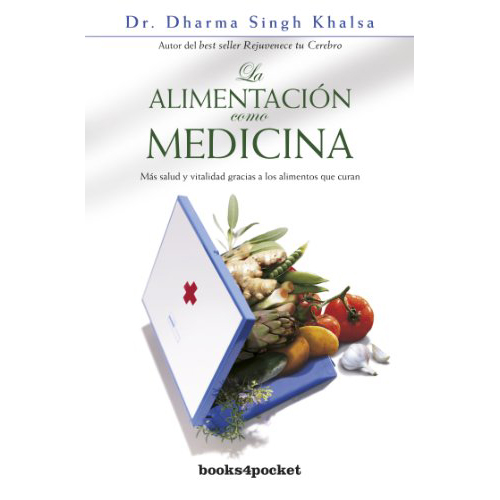 Dr. Dharma Singh Khalsa
Autor del best seller Rejuvenece tu Cerebro
La
ALIMENTACIÓN
como
MEDICINA
Más salud y vitalidad gracias a los alimentos que curan
books4pocket